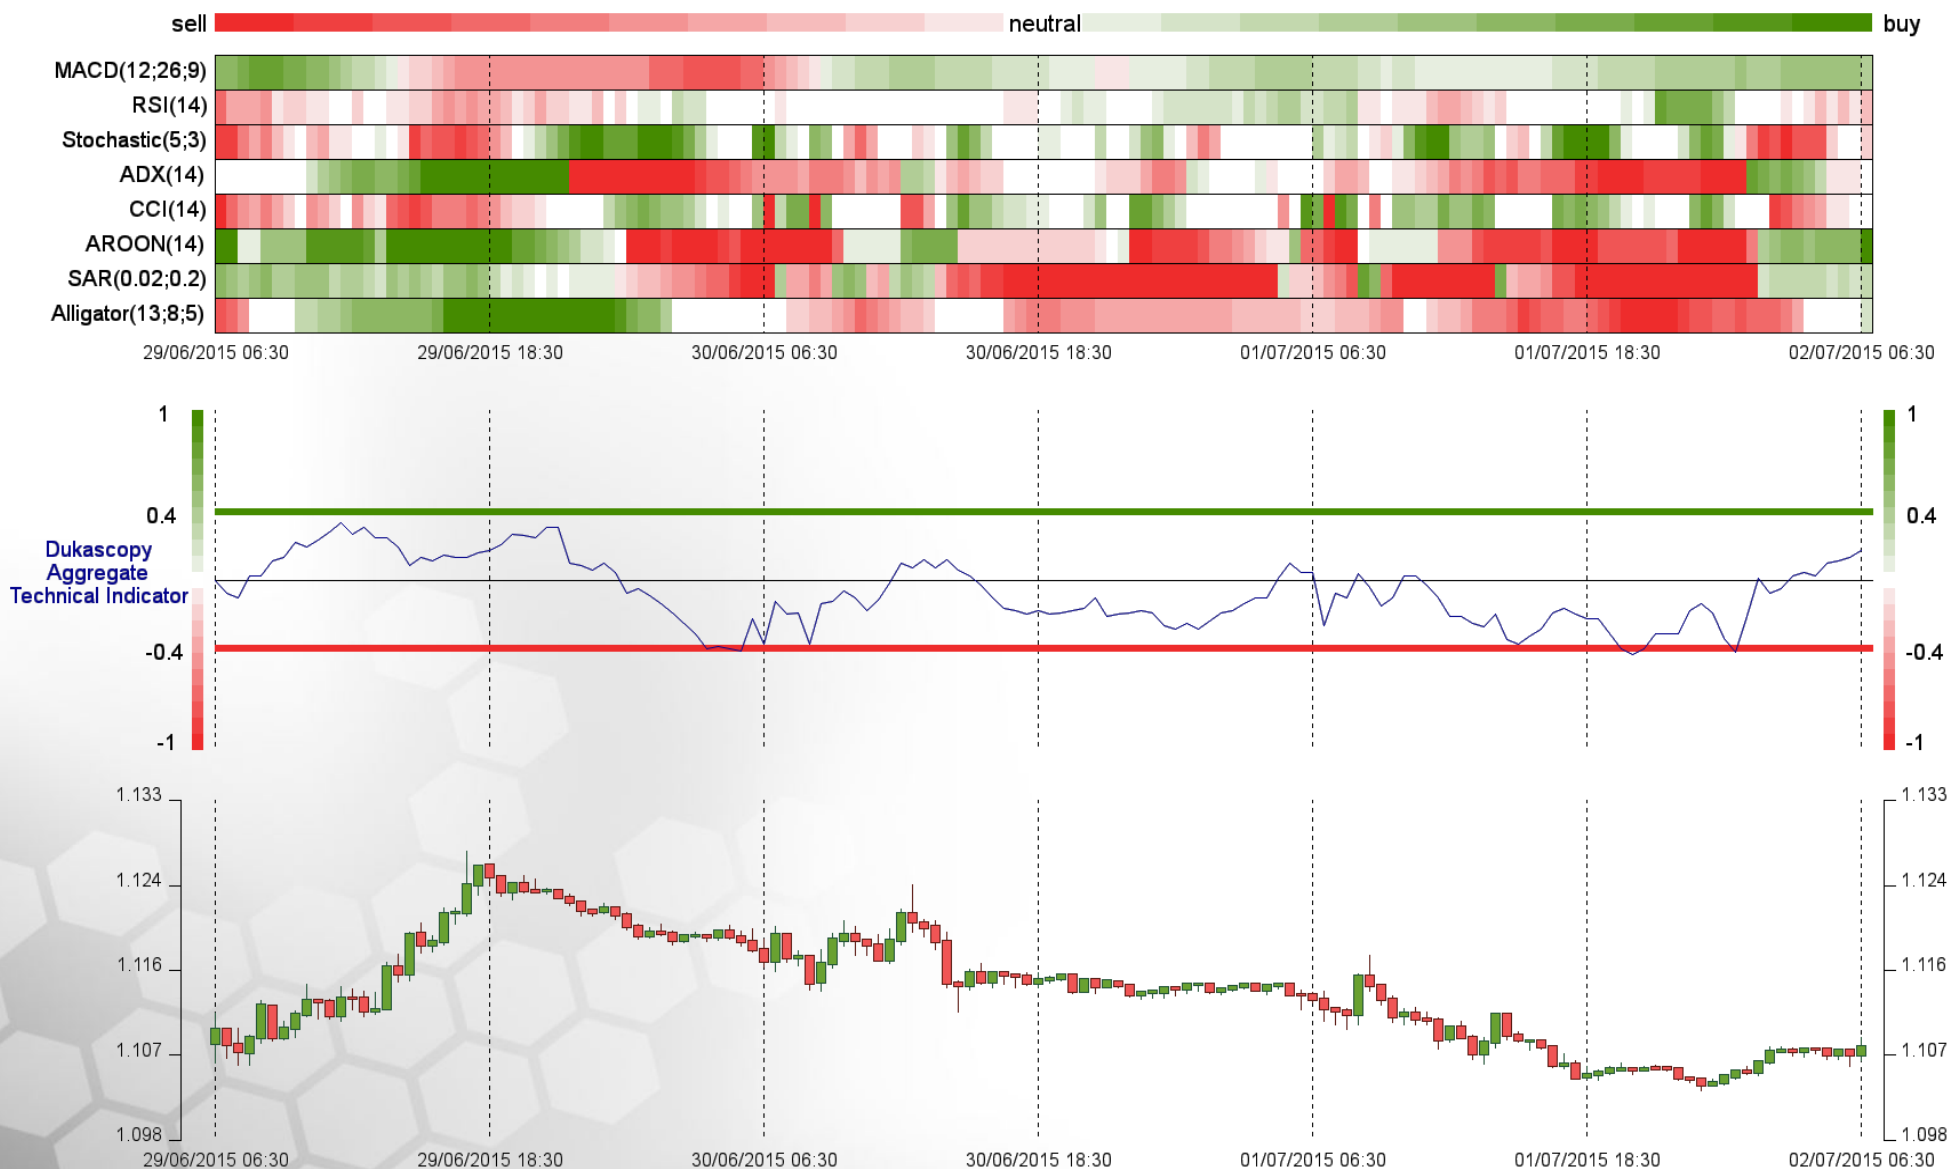 sell neutral buy
MACD(12;26;9)
RSI(14)
Stochastic(5;3)
ADX(14)
CCI(14)
AROON(14)
SAR(0.02;0.2)
Alligator(13;8;5)
29/06/2015 06:30 29/06/2015 18:30 30/06/2015 06:30 30/06/2015 18:30 01/07/2015 06:30 01/07/2015 18:30 02/07/2015 06:30
1 1
0.4 0.4
Dukascopy
Aggregate
Technical Indicator
-0.4 -0.4
-1 -1
1.133 1.133
1.124 1.124
1.116 1.116
1.107 1.107
1.098 1.098
29/06/2015 06:30 29/06/2015 18:30 30/06/2015 06:30 30/06/2015 18:30 01/07/2015 06:30 01/07/2015 18:30 02/07/2015 06:30